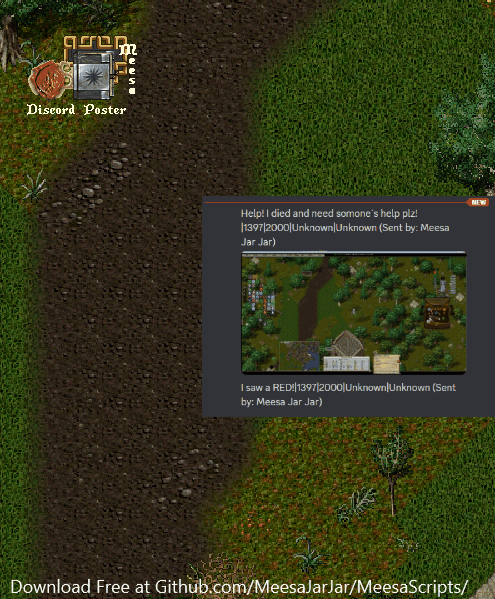 Meesa
Discord Poster
NEW
Help! I died and need somone's help plz!
|1397|2000|Unknown|Unknown (Sent by: Meesa
Jar Jar)
I saw a RED!|1397|2000|Unknown|Unknown (Sent
by: Meesa Jar Jar)
Download Free at Github.com/MeesaJarJar/MeesaScripts/